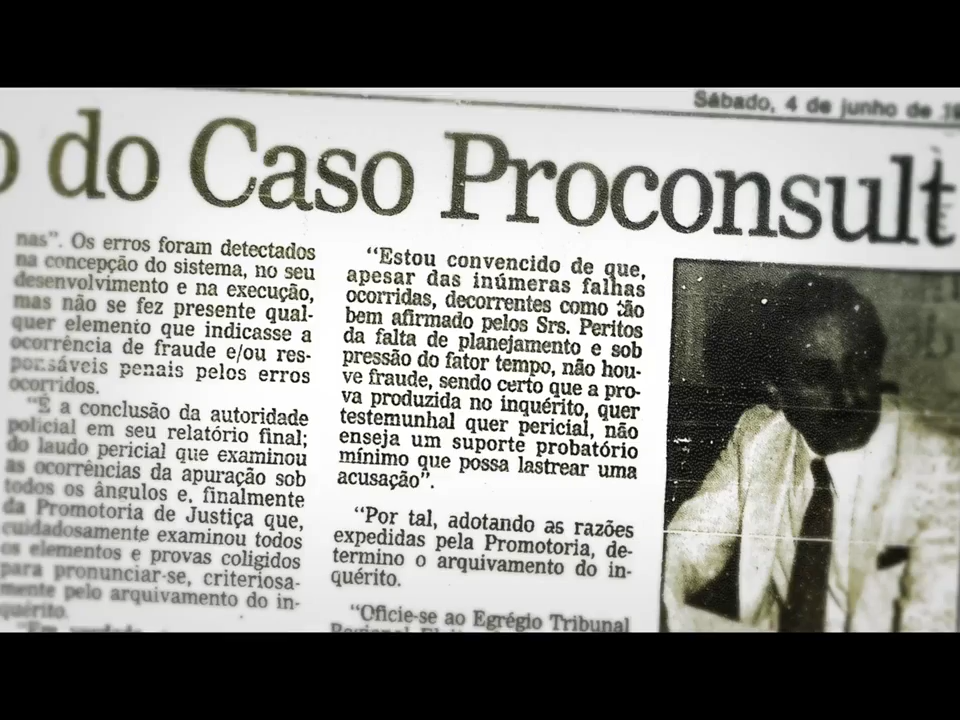 Sábado, 4 de junho de 19
o do Caso Proconsult
nas". Os erros foram detectados
na concepção do sistema, no seu
desenvolvimento e na execução,
mas não se fez presente qual-
quer elemento que indicasse a
ocorrência de fraude e/ou res-
ponsáveis penais pelos erros
ocorridos.
"É a conclusão da autoridade
policial em seu relatório final;
do laudo pericial que examinou
as ocorrências da apuração sob
todos os ângulos e, finalmente
da Promotoria de Justiça que,
cuidadosamente examinou todos
os elementos e provas coligidos
para pronunciar-se, criteriosa-
mente pelo arquivamento do in-
quérito.
"Em verdade
"Estou convencido de que,
apesar das inúmeras falhas
ocorridas, decorrentes como tão
bem afirmado pelos Srs. Peritos
da falta de planejamento e sob
pressão do fator tempo, não hou-
ve fraude, sendo certo que a pro-
va produzida no inquérito, quer
testemunhal quer pericial, não
enseja um suporte probatório
mínimo que possa lastrear uma
acusação".
"Por tal, adotando as razões
expedidas pela Promotoria, de-
termino o arquivamento do in-
quérito.
"Oficie-se ao Egrégio Tribunal
Regional